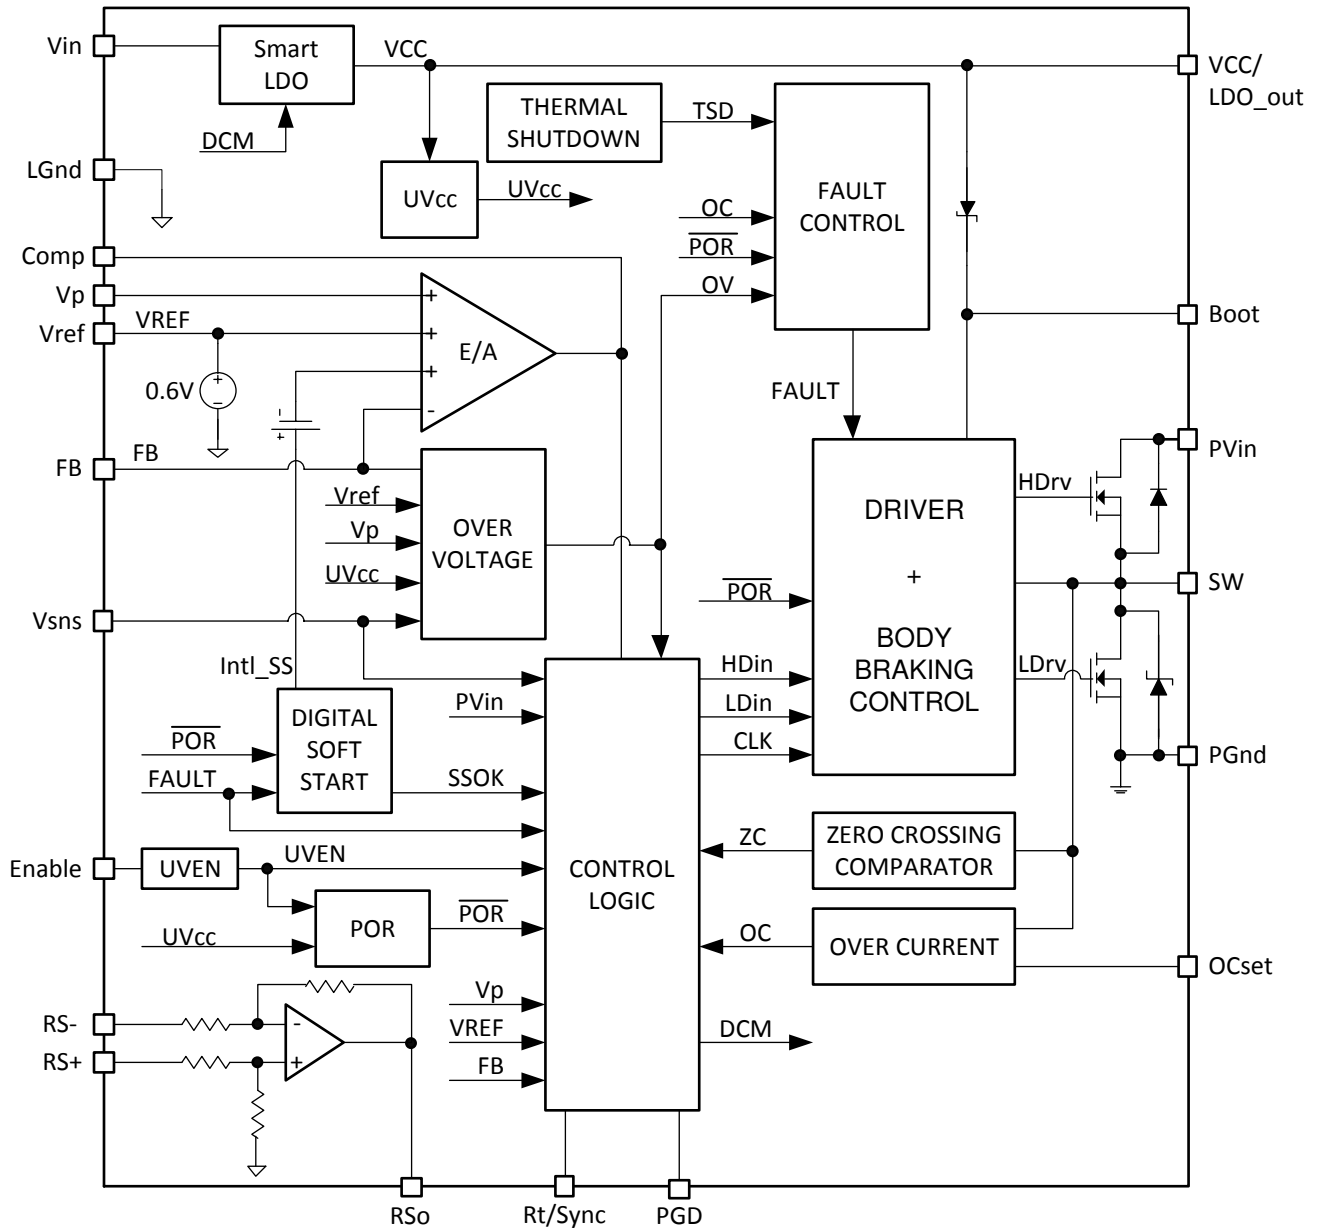 Vin
Smart
LDO
VCC
VCC/
LDO_out
DCM
THERMAL
SHUTDOWN
TSD
LGnd
UVcc
UVcc
FAULT
CONTROL
OC
POR
OV
Comp
Vp
Vref
VREF
+
+
+
-
E/A
0.6V
+
-
-
+
Boot
FAULT
FB
FB
PVin
Vref
Vp
UVcc
OVER
VOLTAGE
HDrv
DRIVER
+
BODY
BRAKING
CONTROL
POR
SW
Vsns
Intl_SS
HDin
LDin
CLK
LDrv
PVin
DIGITAL
SOFT
START
POR
FAULT
SSOK
PGnd
Enable
UVEN
UVEN
CONTROL
LOGIC
ZC
ZERO CROSSING
COMPARATOR
POR
POR
UVcc
OC
OVER CURRENT
OCset
RS-
RS+
-
+
Vp
VREF
FB
DCM
RSo
Rt/Sync
PGD